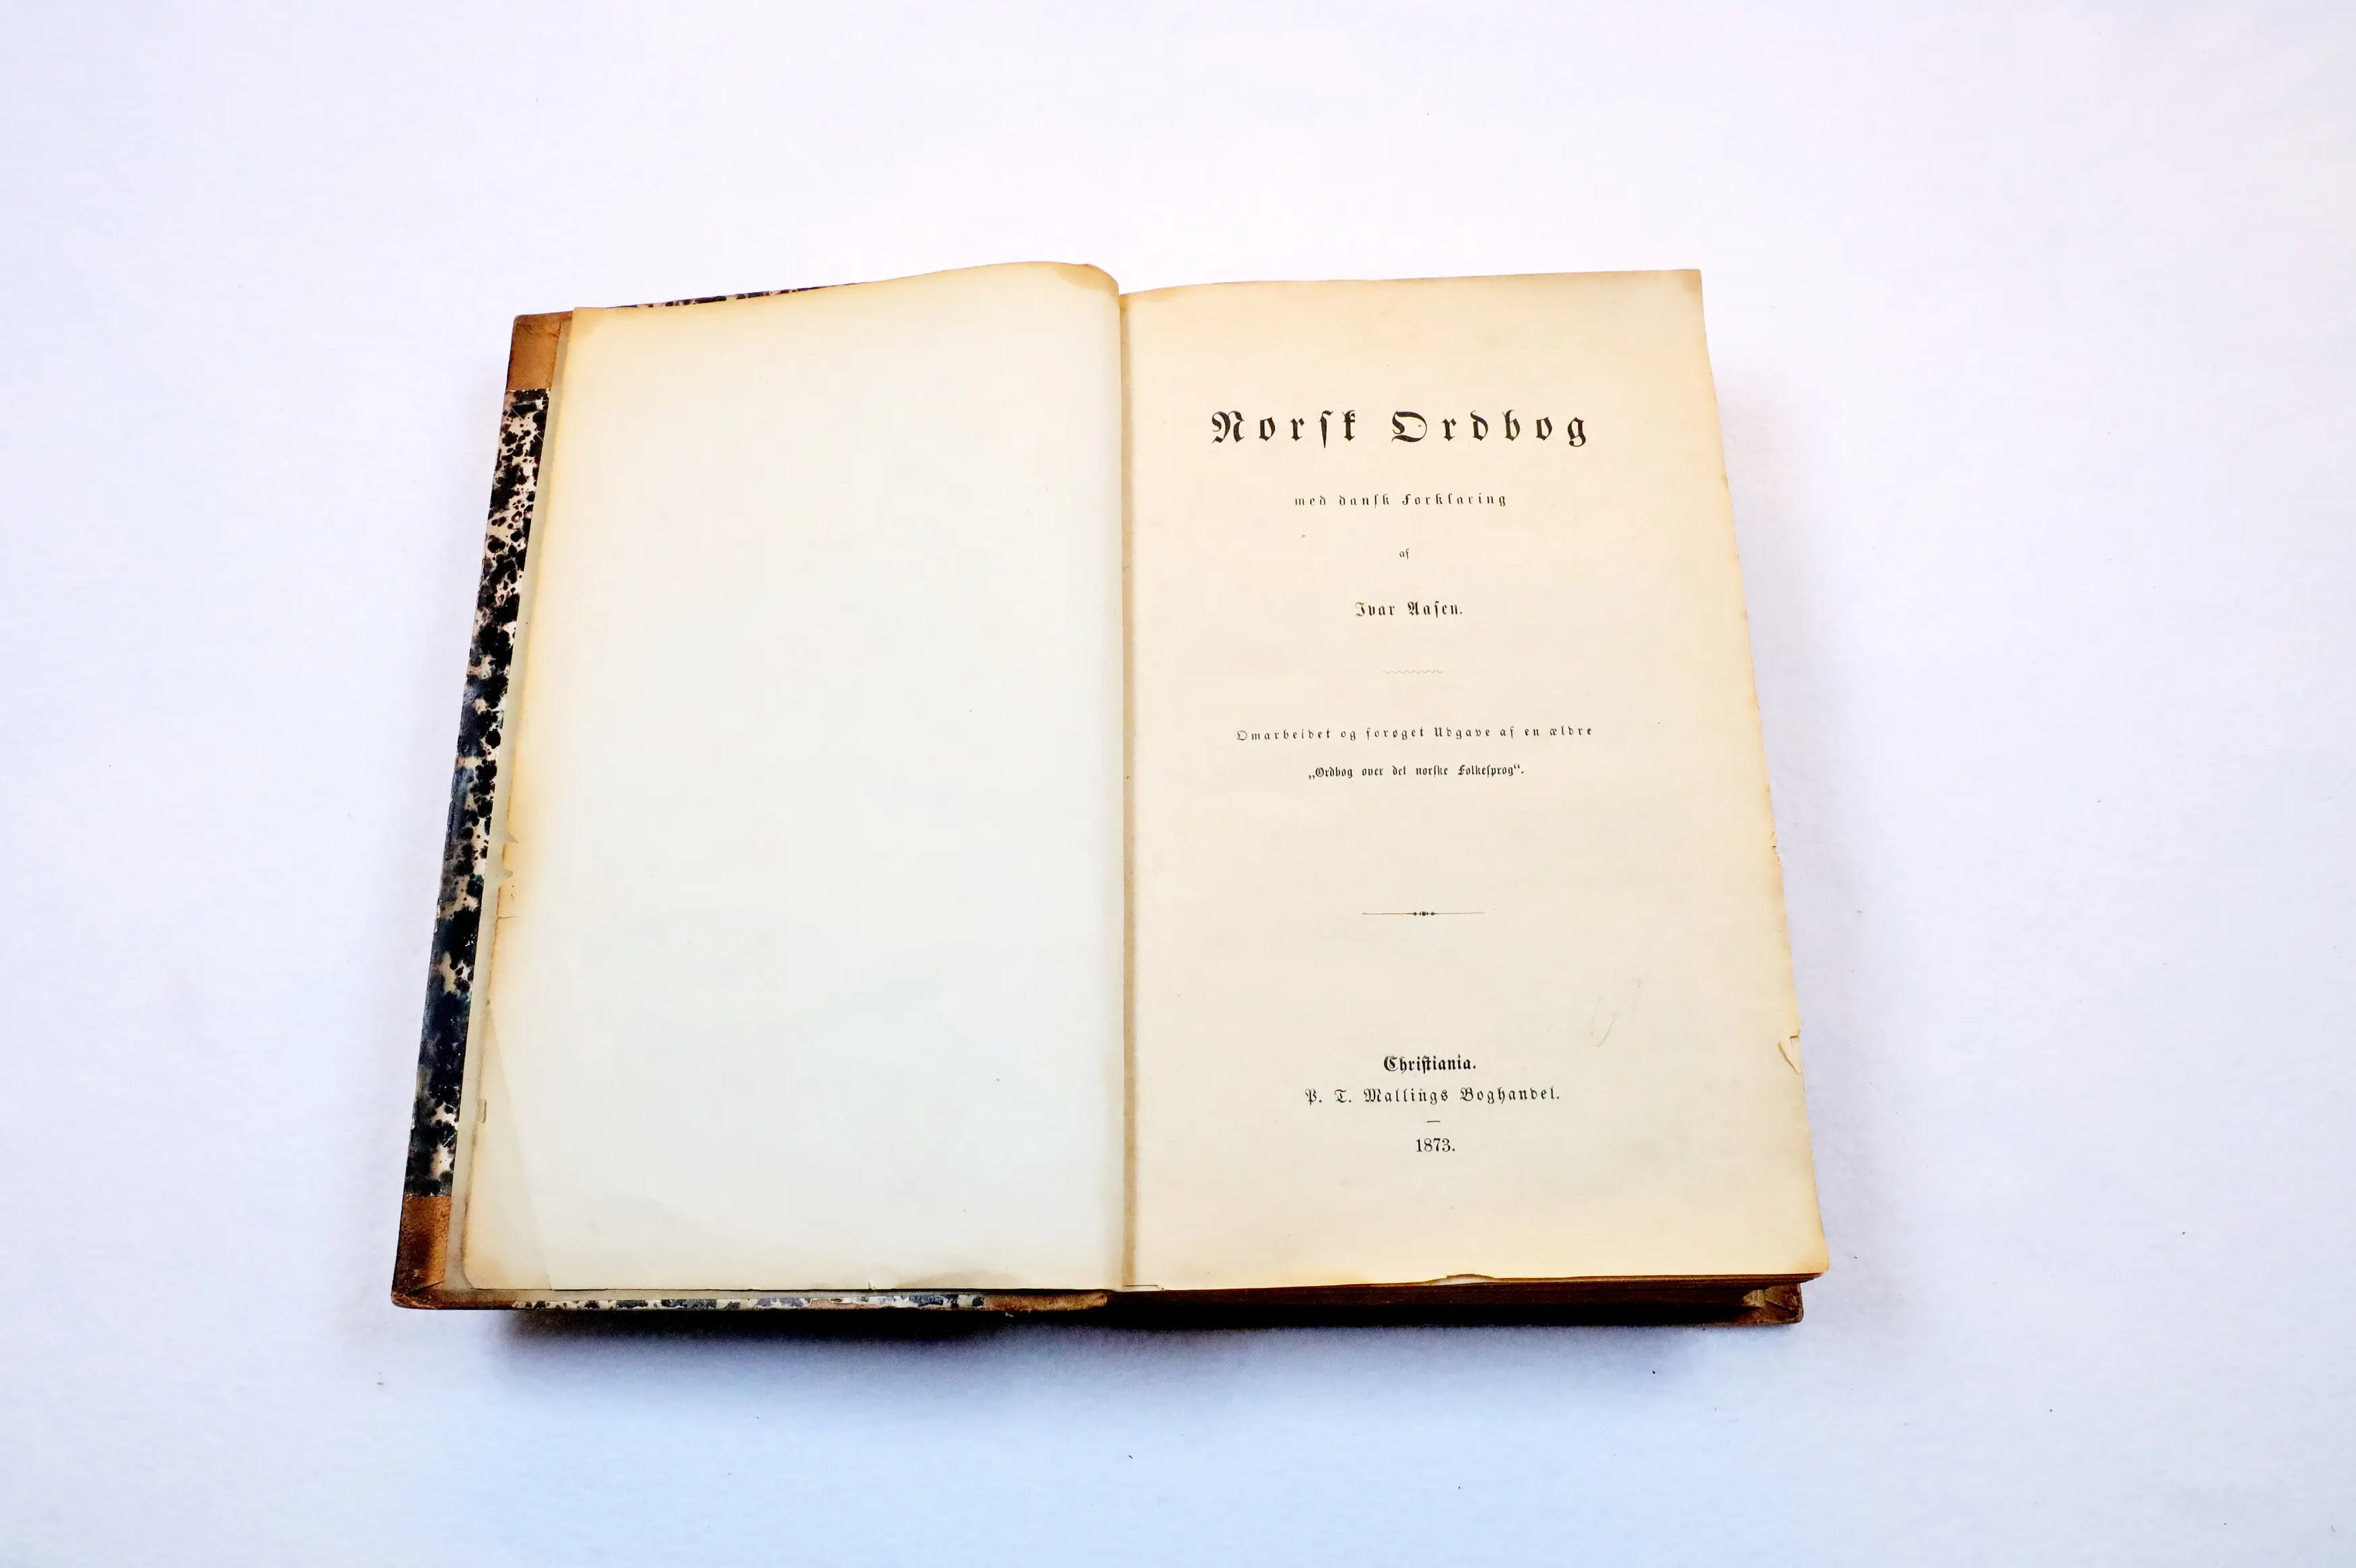 Norsk Ordbog
med dansk Forklaring
af
Ivar Aasen.
Omarbeidet og forøget Udgave af en ældre
„Ordbog over det norske Folkesprog“.
Christiania.
P. T. Mallings Boghandel.
1873.